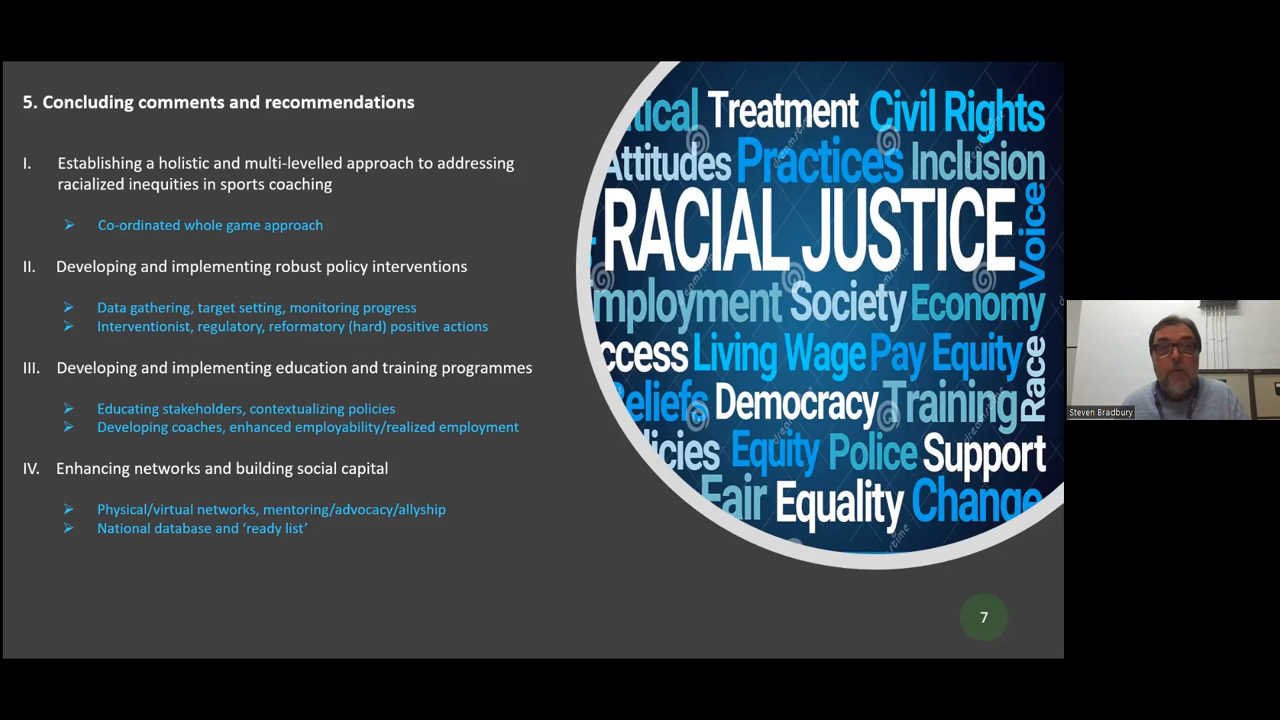 5. Concluding comments and recommendations
I. Establishing a holistic and multi-levelled approach to addressing
racialized inequities in sports coaching
Co-ordinated whole game approach
II. Developing and implementing robust policy interventions
Data gathering, target setting, monitoring progress
Interventionist, regulatory, reformatory (hard) positive actions
III. Developing and implementing education and training programmes
Educating stakeholders, contextualizing policies
Developing coaches, enhanced employability/realized employment
IV. Enhancing networks and building social capital
Physical/virtual networks, mentoring/advocacy/allyship
National database and ‘ready list’
tical Treatment Civil Rights
Attitudes Practices Inclusion
RACIAL JUSTICE
Voice
mployment Society Economy
ccess Living Wage Pay Equity
Race
Beliefs Democracy Training
licies Equity Police Support
Fair Equality Change
7
Steven Bradbury